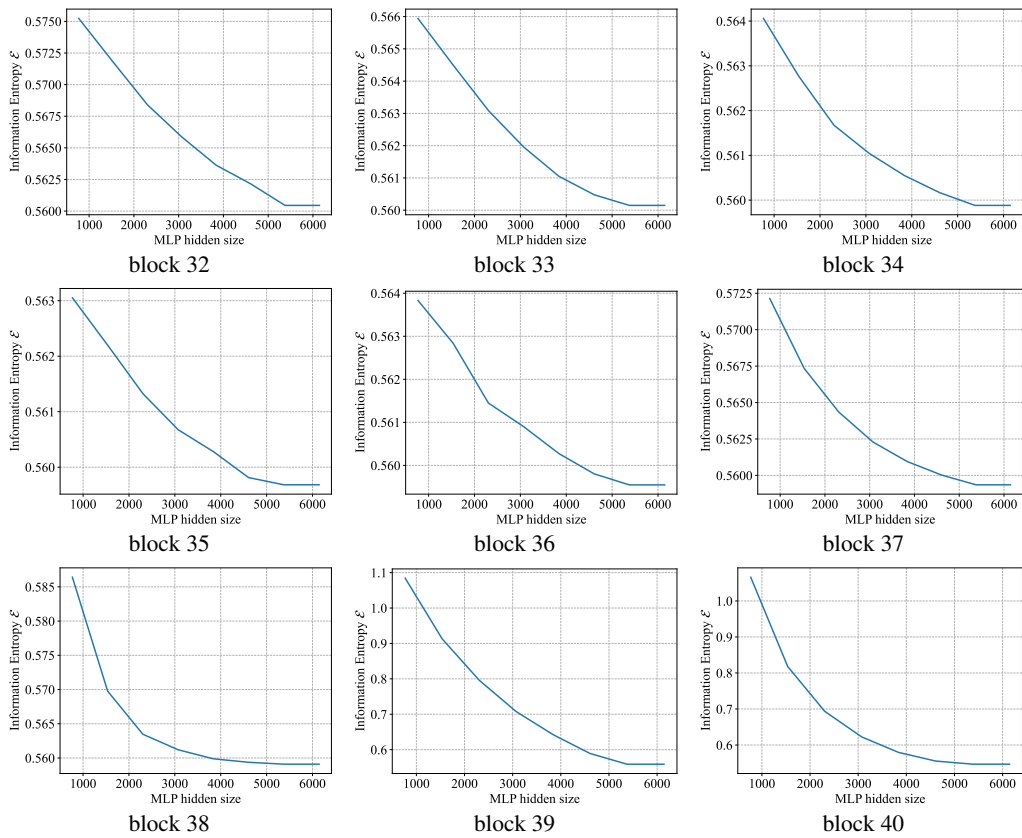 0.5750
0.5725
0.5700
0.5675
0.5650
0.5625
0.5600
Information Entropy ℰ
1000 2000 3000 4000 5000 6000
MLP hidden size
block 32
0.566
0.565
0.564
0.563
0.562
0.561
0.560
Information Entropy ℰ
1000 2000 3000 4000 5000 6000
MLP hidden size
block 33
0.564
0.563
0.562
0.561
0.560
Information Entropy ℰ
1000 2000 3000 4000 5000 6000
MLP hidden size
block 34
0.563
0.562
0.561
0.560
Information Entropy ℰ
1000 2000 3000 4000 5000 6000
MLP hidden size
block 35
0.564
0.563
0.562
0.561
0.560
Information Entropy ℰ
1000 2000 3000 4000 5000 6000
MLP hidden size
block 36
0.5725
0.5700
0.5675
0.5650
0.5625
0.5600
Information Entropy ℰ
1000 2000 3000 4000 5000 6000
MLP hidden size
block 37
0.585
0.580
0.575
0.570
0.565
0.560
Information Entropy ℰ
1000 2000 3000 4000 5000 6000
MLP hidden size
block 38
1.1
1.0
0.9
0.8
0.7
0.6
Information Entropy ℰ
1000 2000 3000 4000 5000 6000
MLP hidden size
block 39
1.0
0.9
0.8
0.7
0.6
Information Entropy ℰ
1000 2000 3000 4000 5000 6000
MLP hidden size
block 40